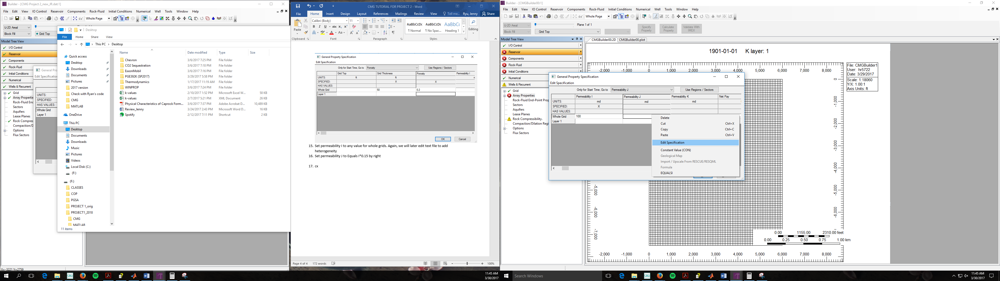 Builder - [CMG Project 2_new_JR.dat:1]
File Edit View IO Control Reservoir Components Rock-Fluid Initial Conditions Numerical Well Tools Window Help
Whole Page
IJ-2D Areal
Block Fill
Grid Top
Model Tree View
I/O Control
Reservoir
Components
Rock-Fluid
Initial Conditions
Numerical
Wells & Recurrent
Grid
Array Propertie
Rock-Fluid En
Sectors
Aquifers
Lease Planes
Rock Compres
Compaction/D
Options
Flux Sectors
X=-3221 Y=2759
General Pro
Edit Specification
UNITS:
SPECIFIED:
HAS VALUES:
Whole Grid
Layer 1
Desktop
File Home Share View
This PC > Desktop
Quick access
Desktop
Downloads
Documents
Pictures
2017 version
Check with Ryan's code
CMG
MATLAB
OneDrive
This PC
Desktop
Documents
Downloads
Music
Pictures
Videos
Local Disk (C:)
(F:)
(F:)
CLASSES
COP
PGSA
PROJECT 1_orig
PROJECT1_2018
CMG
MATLAB
11 items
Name Date modified Type Size
Chevron 3/6/2017 7:25 PM File folder
CO2 Sequestration 3/6/2017 7:18 PM File folder
ExxonMobil 3/6/2017 7:16 PM File folder
PGE392K (SP2017) 3/29/2017 5:58 PM File folder
Thermodynamics 1/17/2017 11:19 AM File folder
WINPROP 3/6/2017 7:24 PM File folder
k-values 2/10/2017 1:52 PM Microsoft Excel W... 58 KB
k-values 2/7/2017 5:21 PM XML Document 26 KB
Physical Characteristics of Caprock Form... 3/6/2017 7:37 PM Adobe Acrobat D... 10,489 KB
Review_Jenny 3/24/2017 2:43 PM Microsoft Word D... 16 KB
Spotify 2/12/2017 7:11 PM Shortcut 2 KB
CMG TUTORIAL FOR PROJECT 2 - Word
File Home Insert Design Layout References Mailings Review View Tell me... Ryu, Jenny Share
Paste
Calibri (Body) 11
AaBbCcDc AaBbCcDc AaBbCc
¶ Normal ¶ No Spac... Heading 1
Editing
Clipboard Font Paragraph Styles
General Property Specification
Edit Specification
Only for Start Time, Go to Porosity Use Regions / Sectors
Grid Top Grid Thickness Porosity Permeability I
UNITS: ft ft
SPECIFIED: X X
HAS VALUES:
Whole Grid 50 0.2
Layer 1
OK Cancel
15. Set permeability I to any value for whole grids. Again, we will later edit text file to add
heterogeneity
16. Set permeability J to Equals I*0.15 by right
17. cx
Page 4 of 4 172 words 100%
11:45 AM
3/30/2017
Builder - [CMGBuilder00:1]
File Edit View IO Control Reservoir Components Rock-Fluid Initial Conditions Numerical Well Tools Window Help
Whole Page
IJ-2D Areal
Block Fill
Plane 1 of 1
Grid Top
Specify Property
Calculate Property
Validate With IMEX
Model Tree View
I/O Control
Reservoir
Components
Rock-Fluid
Initial Conditions
Numerical
Wells & Recurrent
Grid
Array Properties
Rock-Fluid End-Point Prop
Sectors
Aquifers
Lease Planes
Rock Compressibility.
Compaction/Dilation Regi
Options
Flux Sectors
CMGBuilder00.2D CMGBuilder00.plot
1901-01-01 K layer: 1
File: CMGBuilder1
User: hr5722
Date: 3/29/2017
Scale: 1:18060
Y/X: 1.00:1
Axis Units: ft
-2,000 -1,000 0 1,000 2,000 3,000 4,000 5,000 6,000 7,000 8,000
General Property Specification
Edit Specification
Only for Start Time, Go to Permeability J Use Regions / Sectors
Permeability I Permeability J Permeability K Net Pay
UNITS: md md md
SPECIFIED: X
HAS VALUES:
Whole Grid 100
Layer 1
Delete
Cut Ctrl+X
Copy Ctrl+C
Paste Ctrl+V
Edit Specification
Constant Value (CON)
Geological Map
Import / Upscale From RESCUE/RESQML
Formula
EQUALSI
0
-1,000
-2,000
-3,000
-4,000
-5,000
-6,000
-7,000
-5,000
-6,000
-7,000
0.00 1155.00 2310.00 feet
0.00 0.25 0.50 0.75 1.00 km
-2,000 -1,000 0 1,000 2,000 3,000 4,000 5,000 6,000 7,000 8,000
Search Windows
11:45 AM
3/30/2017